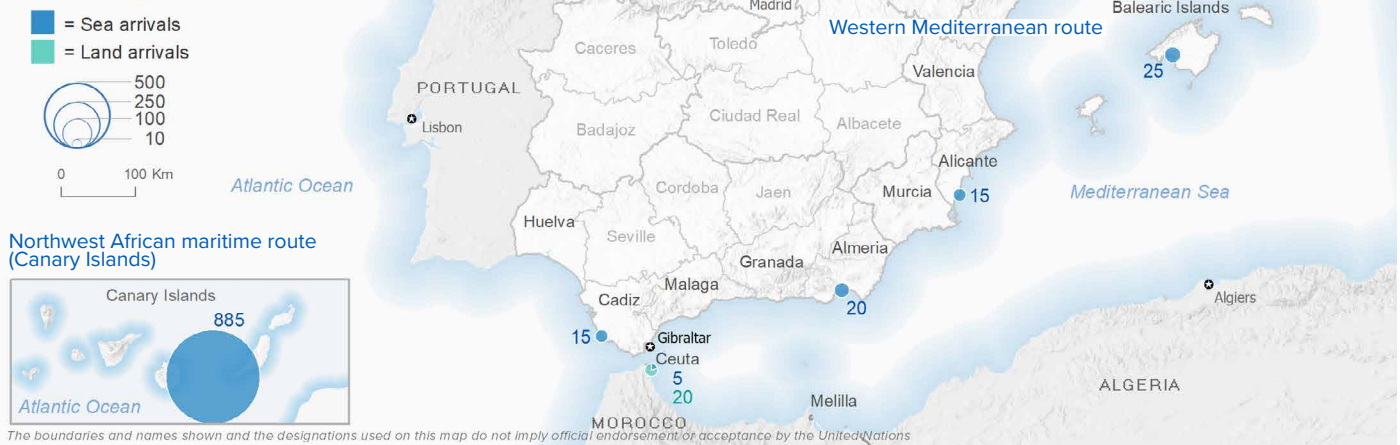 = Sea arrivals
= Land arrivals
500
250
100
10
0 100 Km
Madrid
Balearic Islands
Western Mediterranean route
Caceres
Toledo
Valencia
25
PORTUGAL
Lisbon
Badajoz
Ciudad Real
Albacete
Alicante
Atlantic Ocean
Cordoba
Jaen
Murcia
15
Mediterranean Sea
Huelva
Seville
Almeria
Granada
Malaga
Cadiz
20
Algiers
15
Gibraltar
Ceuta
5
20
ALGERIA
Melilla
MOROCCO
Northwest African maritime route
(Canary Islands)
Canary Islands
885
Atlantic Ocean
The boundaries and names shown and the designations used on this map do not imply official endorsement or acceptance by the United Nations